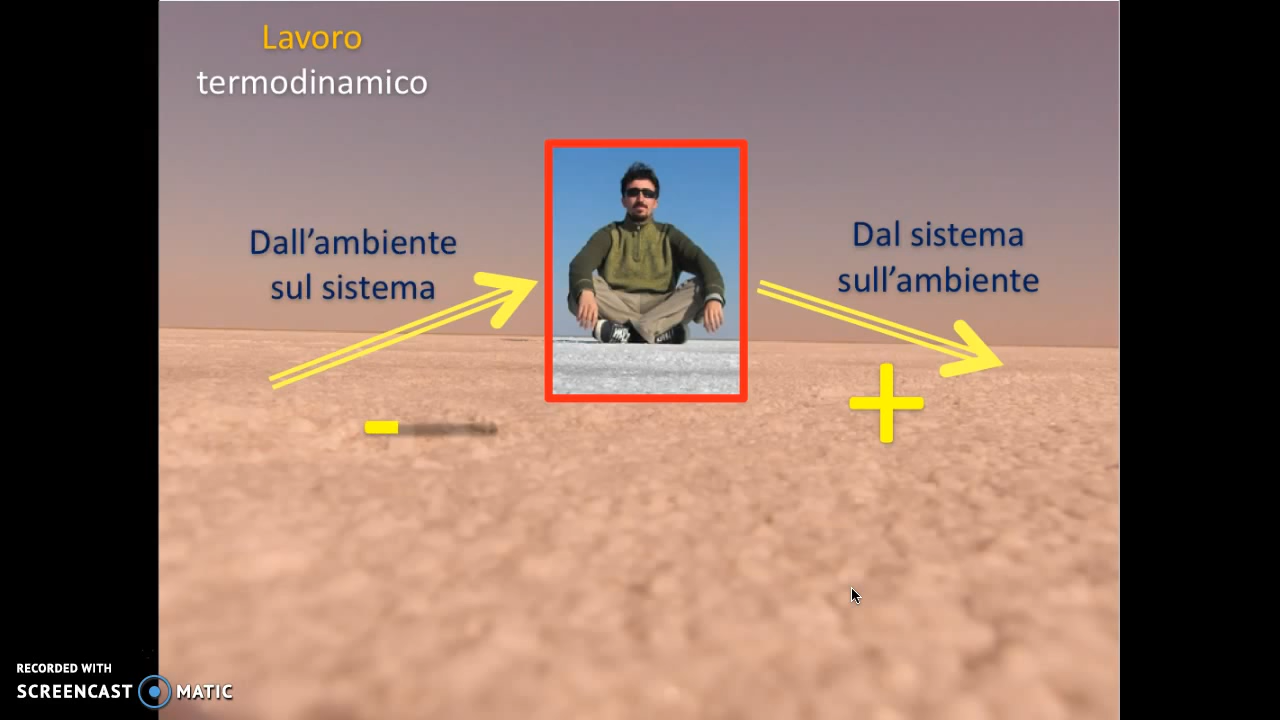 Lavoro
termodinamico
Dall’ambiente
sul sistema
Dal sistema
sull’ambiente
-
+
RECORDED WITH
SCREENCAST MATIC